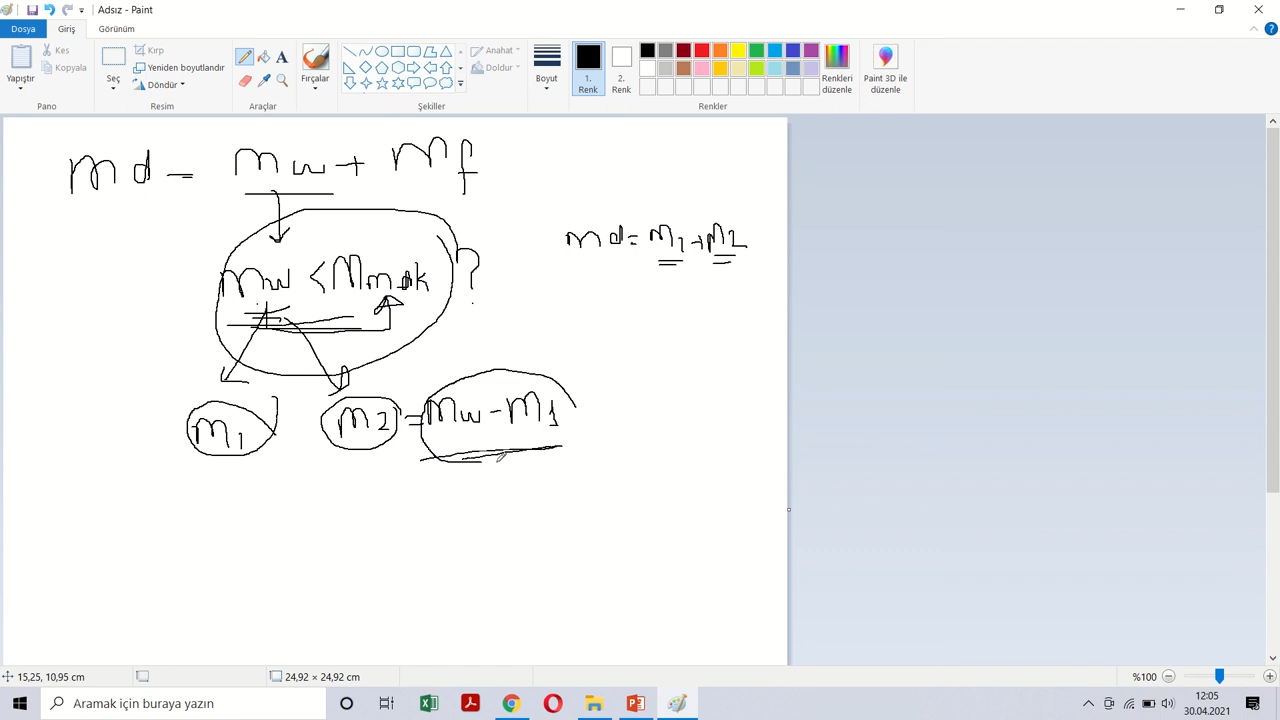 Adsız - Paint
Dosya Giriş Görünüm
Yapıştır
Kes
Kopyala
Pano
Seç
Kırp
Yeniden boyutlandır
Döndür
Resim
Araçlar
Fırçalar
Şekiller
Anahat
Doldur
Boyut
1. Renk
2. Renk
Renkler
Renkleri düzenle
Paint 3D ile düzenle
md = mw + mf
md = m1 + m2
mw < Mmak ?
m1 m2 = mw - m1
15,25, 10,95 cm
24,92 × 24,92 cm
%100
Aramak için buraya yazın
12:05
30.04.2021